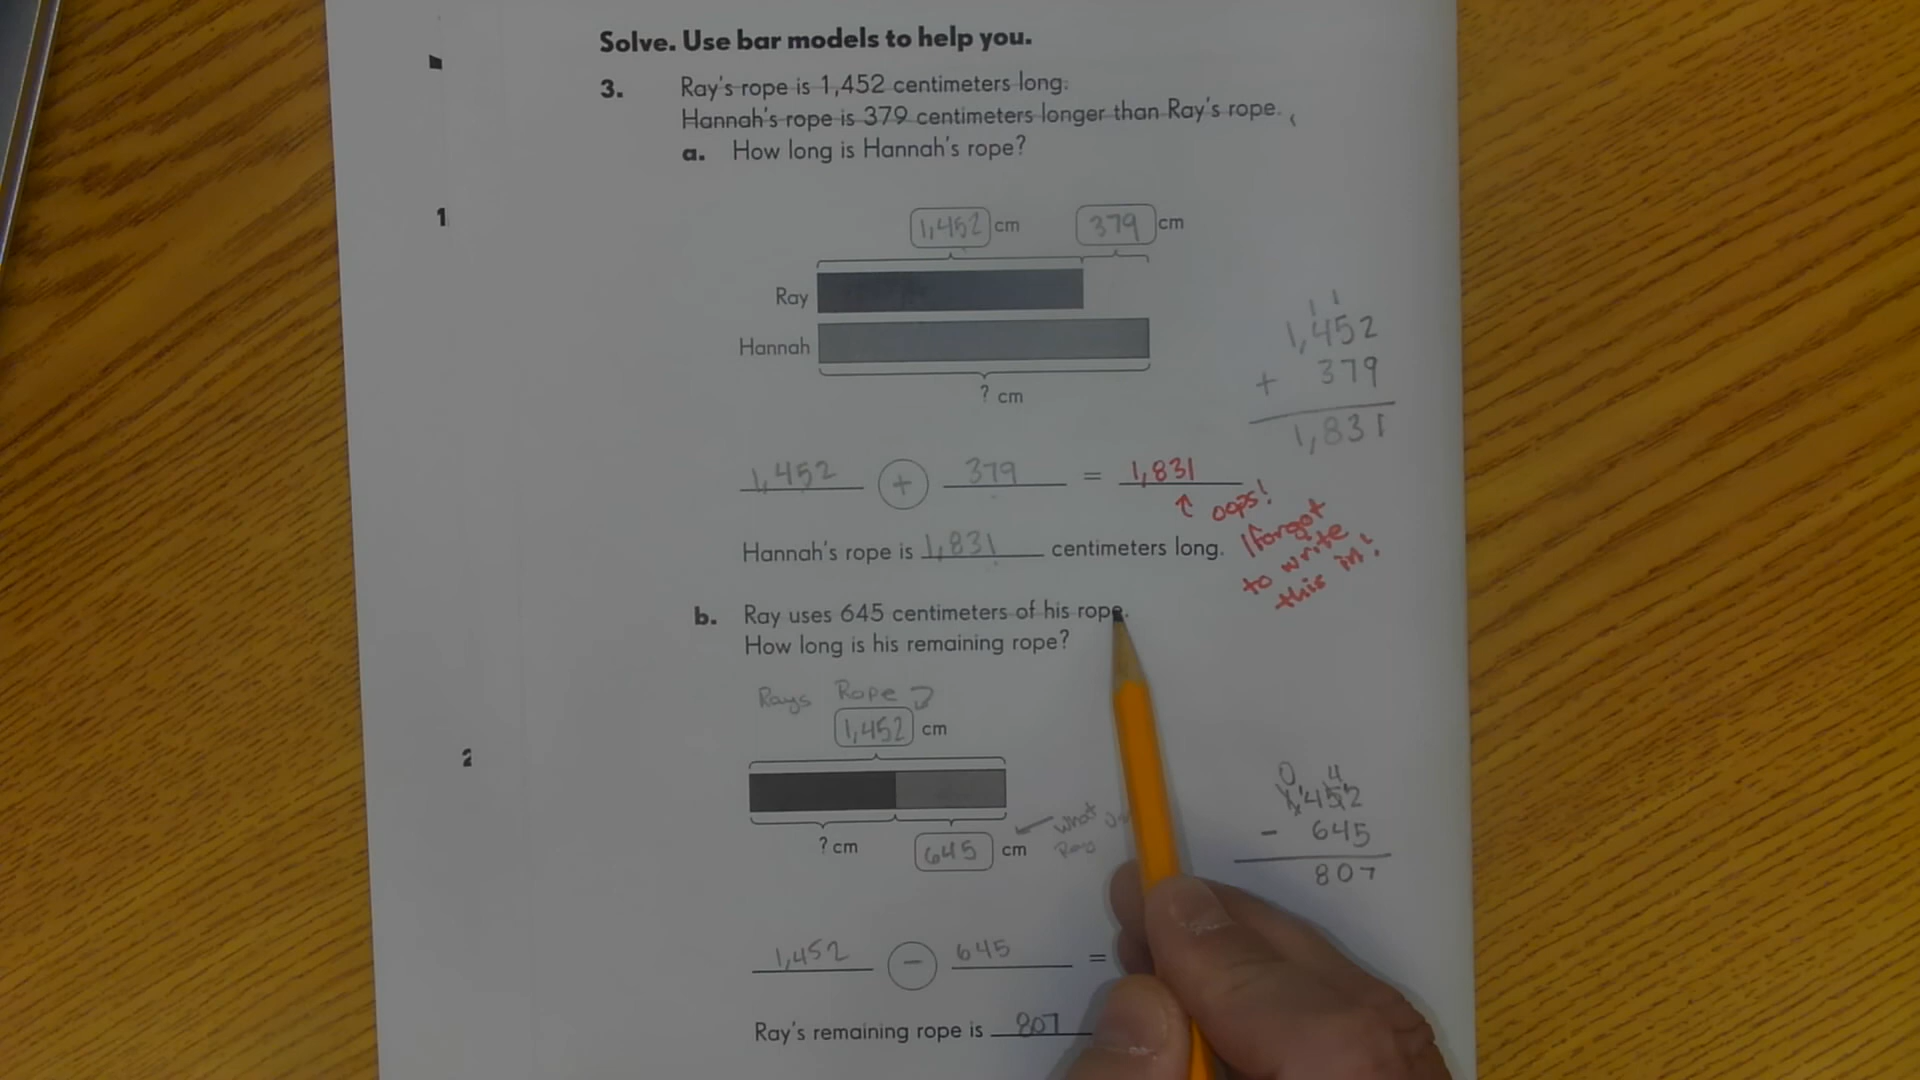 Solve. Use bar models to help you.
3. Ray's rope is 1,452 centimeters long.
Hannah's rope is 379 centimeters longer than Ray's rope.
a. How long is Hannah's rope?
1
1,452 cm 379 cm
Ray
Hannah
? cm
1 1
1,452
+ 379
1,831
1,452 + 379 = 1,831
↑ oops!
I forgot
to write
this in!
Hannah's rope is 1,831 centimeters long.
b. Ray uses 645 centimeters of his rope.
How long is his remaining rope?
Rays Rope
1,452 cm
2
? cm 645 cm
What
Ray
0 4
1 1452
- 645
807
1,452 - 645 =
Ray's remaining rope is 807